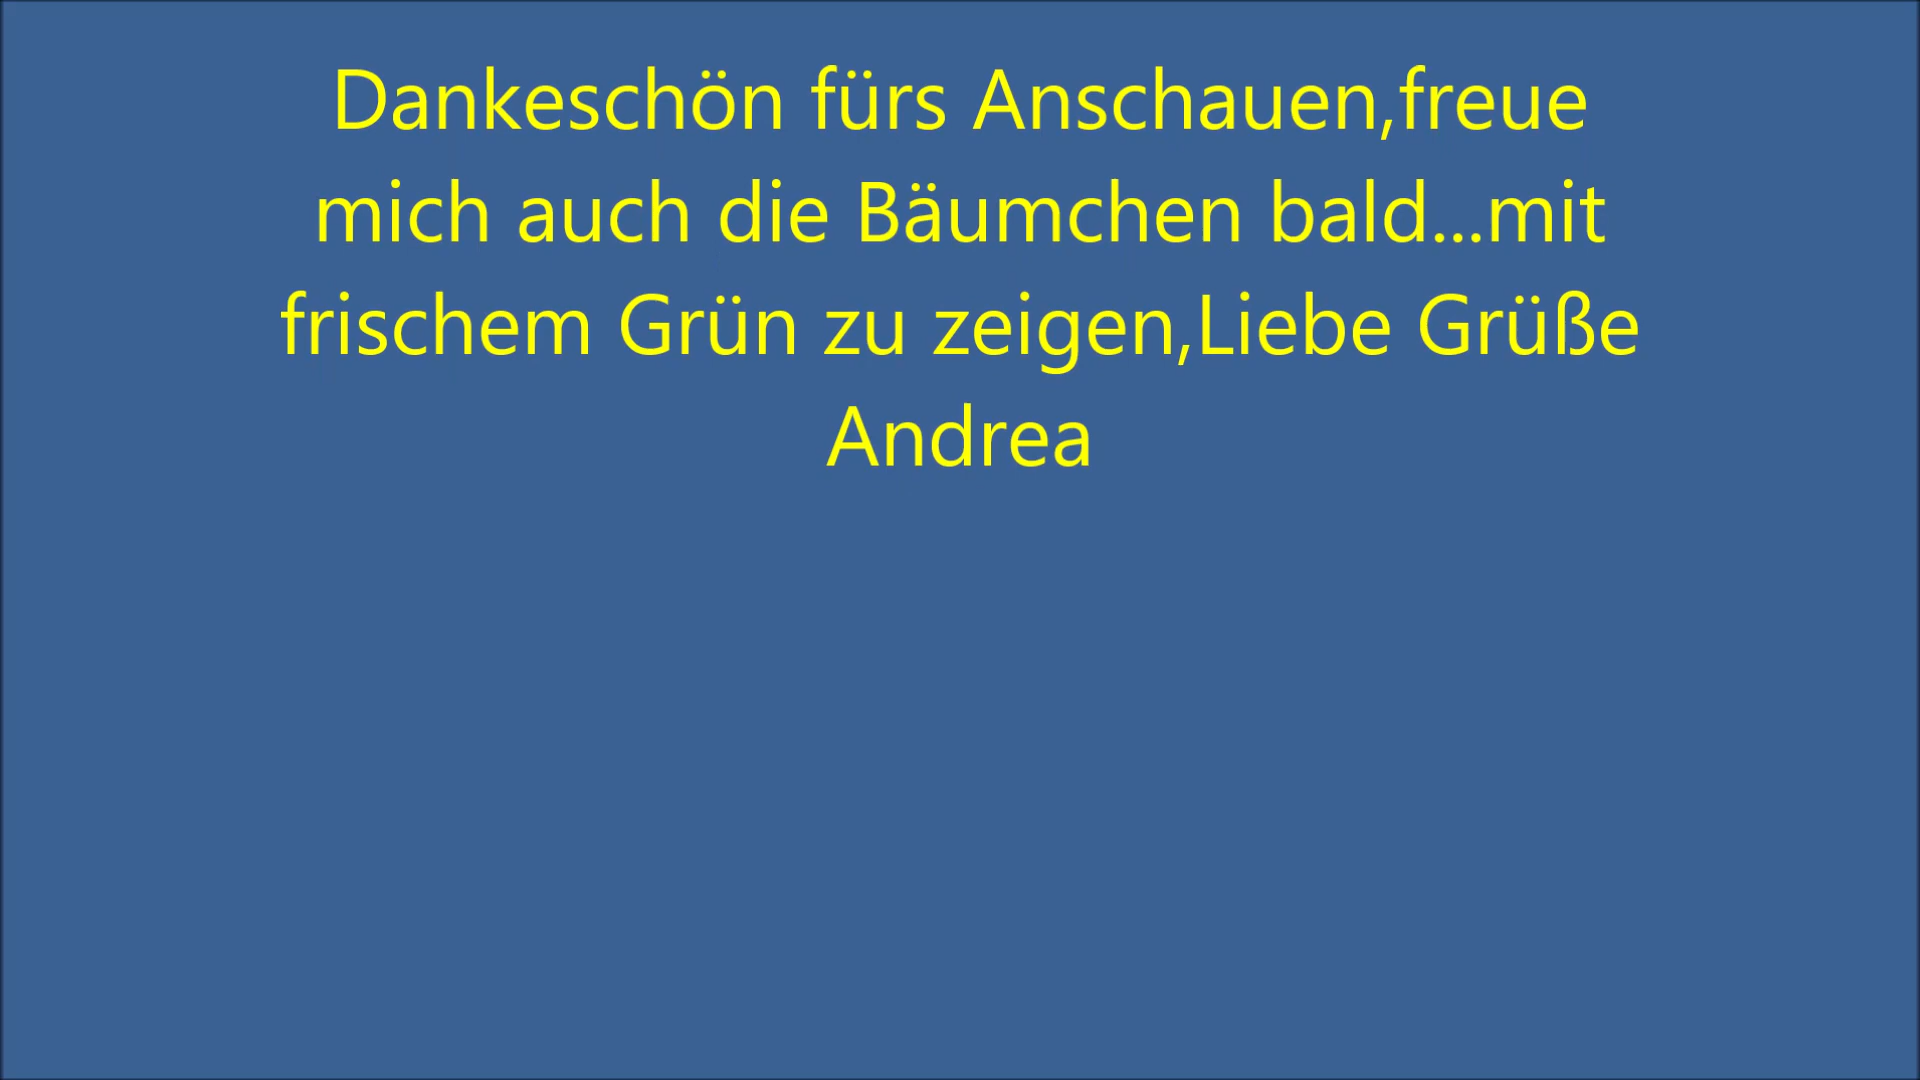 Dankeschön fürs Anschauen,freue
mich auch die Bäumchen bald...mit
frischem Grün zu zeigen,Liebe Grüße
Andrea